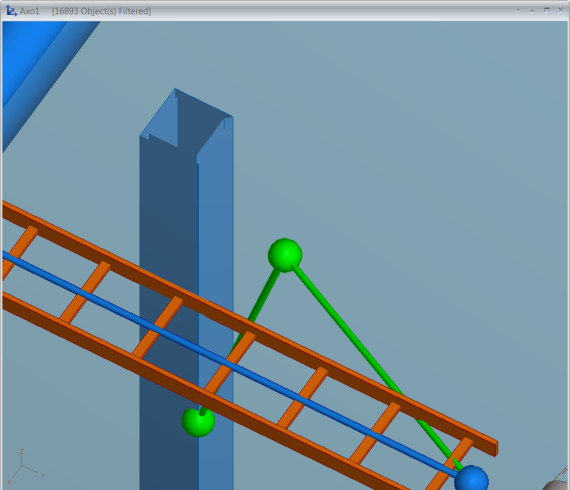 Axo1 [16893 Object(s) Filtered]
Z
X Y